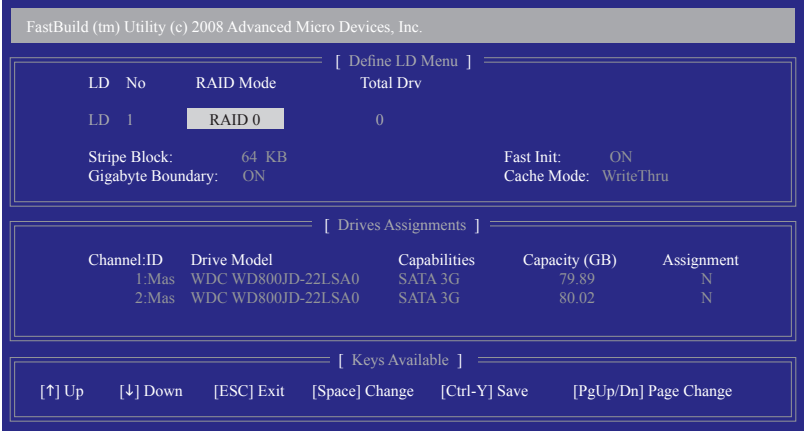 FastBuild (tm) Utility (c) 2008 Advanced Micro Devices, Inc.
[ Define LD Menu ]
LD No RAID Mode Total Drv
LD 1 RAID 0 0
Stripe Block: 64 KB Fast Init: ON
Gigabyte Boundary: ON Cache Mode: WriteThru
[ Drives Assignments ]
Channel:ID Drive Model Capabilities Capacity (GB) Assignment
1:Mas WDC WD800JD-22LSA0 SATA 3G 79.89 N
2:Mas WDC WD800JD-22LSA0 SATA 3G 80.02 N
[ Keys Available ]
[↑] Up [↓] Down [ESC] Exit [Space] Change [Ctrl-Y] Save [PgUp/Dn] Page Change